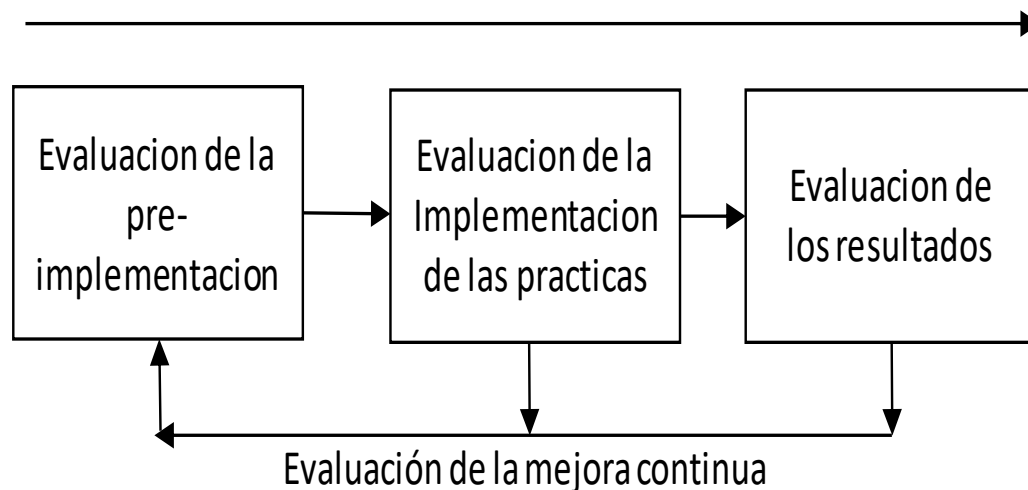 Evaluacion de la
pre-
implementacion
Evaluacion de la
Implementacion
de las practicas
Evaluacion de
los resultados
Evaluación de la mejora continua